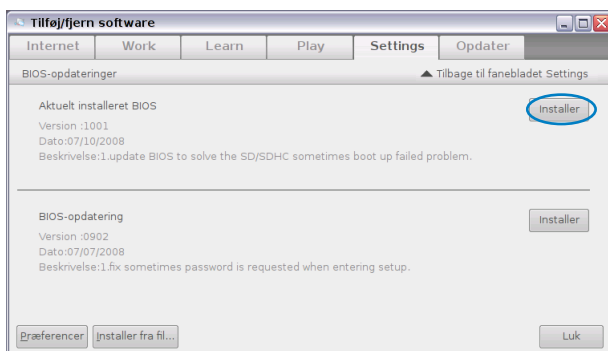 Tilføj/fjern software
Internet Work Learn Play Settings Opdater
BIOS-opdateringer Tilbage til fanebladet Settings
Aktuelt installeret BIOS Installer
Version :1001
Dato:07/10/2008
Beskrivelse:1.update BIOS to solve the SD/SDHC sometimes boot up failed problem.
BIOS-opdatering Installer
Version :0902
Dato:07/07/2008
Beskrivelse:1.fix sometimes password is requested when entering setup.
Præferencer Installer fra fil... Luk